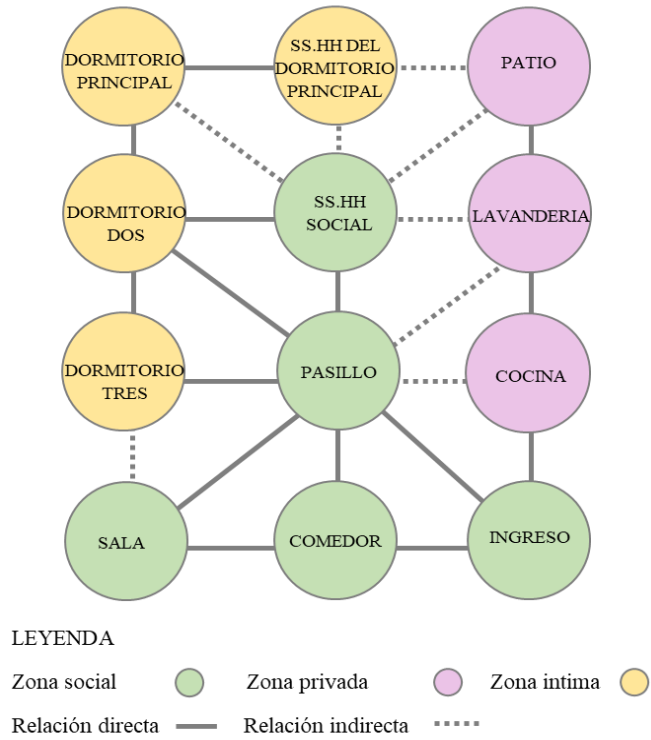 DORMITORIO
PRINCIPAL
SS.HH DEL
DORMITORIO
PRINCIPAL
PATIO
DORMITORIO
DOS
SS.HH
SOCIAL
LAVANDERIA
DORMITORIO
TRES
PASILLO
COCINA
SALA
COMEDOR
INGRESO
LEYENDA
Zona social Zona privada Zona intima
Relación directa Relación indirecta